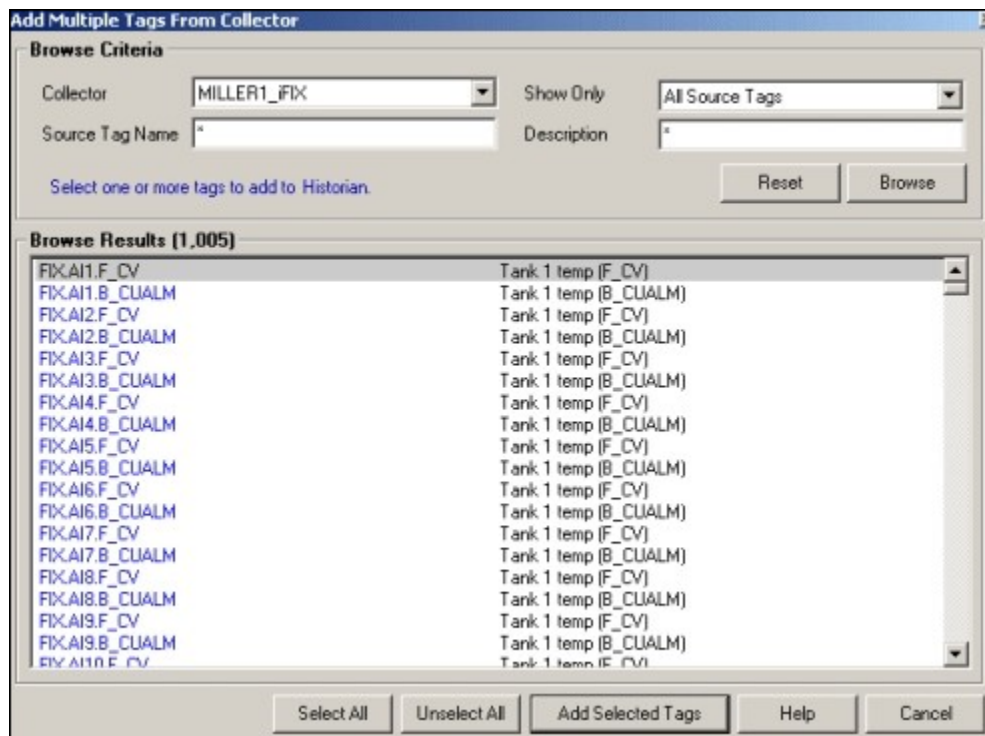 Add Multiple Tags From Collector
Browse Criteria
Collector MILLER1_iFIX Show Only All Source Tags
Source Tag Name * Description *
Select one or more tags to add to Historian. Reset Browse
Browse Results (1,005)
FIX.AI1.F_CV Tank 1 temp (F_CV)
FIX.AI1.B_CUALM Tank 1 temp (B_CUALM)
FIX.AI2.F_CV Tank 1 temp (F_CV)
FIX.AI2.B_CUALM Tank 1 temp (B_CUALM)
FIX.AI3.F_CV Tank 1 temp (F_CV)
FIX.AI3.B_CUALM Tank 1 temp (B_CUALM)
FIX.AI4.F_CV Tank 1 temp (F_CV)
FIX.AI4.B_CUALM Tank 1 temp (B_CUALM)
FIX.AI5.F_CV Tank 1 temp (F_CV)
FIX.AI5.B_CUALM Tank 1 temp (B_CUALM)
FIX.AI6.F_CV Tank 1 temp (F_CV)
FIX.AI6.B_CUALM Tank 1 temp (B_CUALM)
FIX.AI7.F_CV Tank 1 temp (F_CV)
FIX.AI7.B_CUALM Tank 1 temp (B_CUALM)
FIX.AI8.F_CV Tank 1 temp (F_CV)
FIX.AI8.B_CUALM Tank 1 temp (B_CUALM)
FIX.AI9.F_CV Tank 1 temp (F_CV)
FIX.AI9.B_CUALM Tank 1 temp (B_CUALM)
FIX.AI10.F_CV Tank 1 temp (F_CV)
Select All Unselect All Add Selected Tags Help Cancel